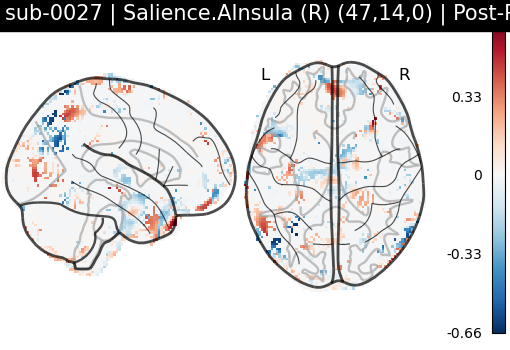 sub-0027 | Salience.AInsula (R) (47,14,0) | Post-
L
R
0.33
0
-0.33
-0.66